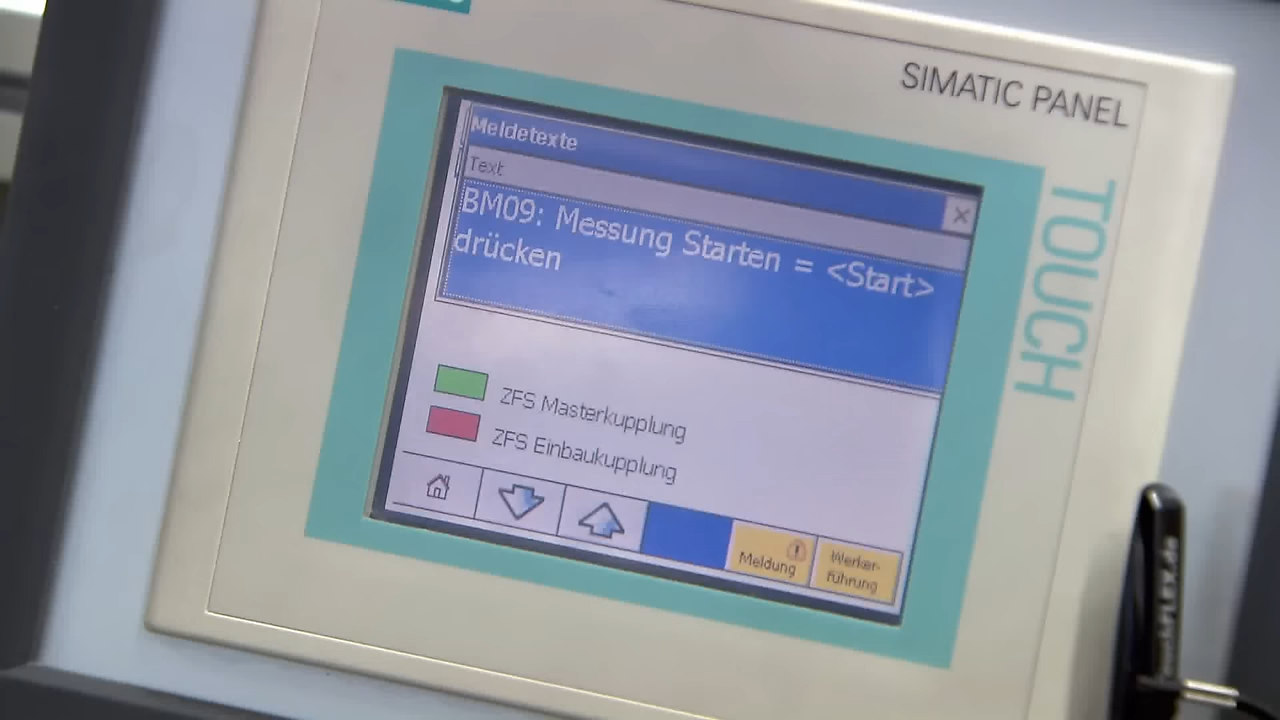 SIMATIC PANEL
TOUCH
Meldetexte
Text
BM09: Messung Starten = <Start>
drücken
ZFS Masterkupplung
ZFS Einbaukupplung
Meldung
Werker-
führung